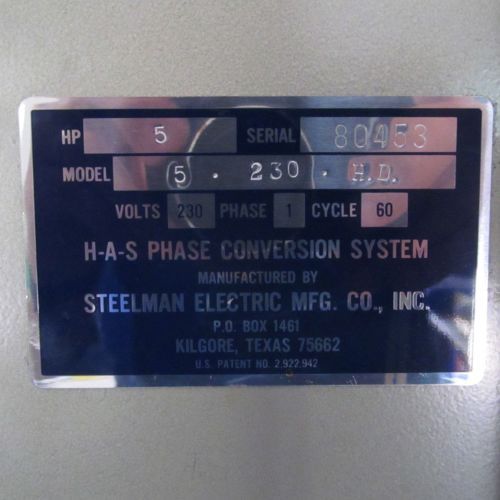 HP 5 SERIAL 80453
MODEL 5 . 230 . H.D.
VOLTS 230 PHASE 1 CYCLE 60
H-A-S PHASE CONVERSION SYSTEM
MANUFACTURED BY
STEELMAN ELECTRIC MFG. CO., INC.
P.O. BOX 1461
KILGORE, TEXAS 75662
U.S. PATENT NO. 2,922,942